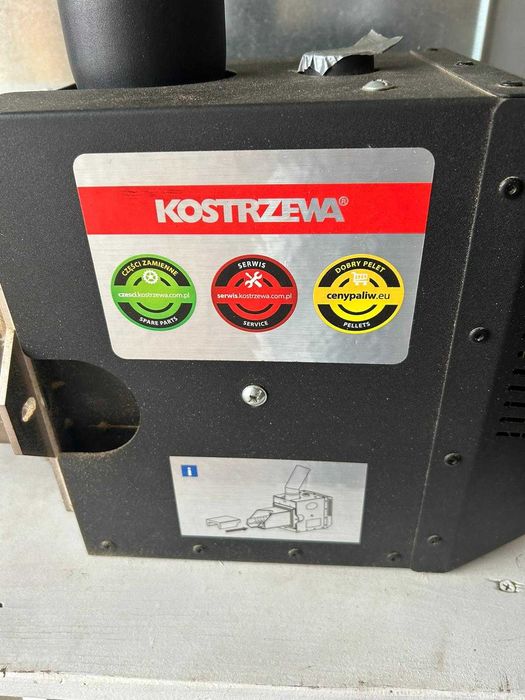 KOSTRZEWA®
CZĘŚCI ZAMIENNE
czesci.kostrzewa.com.pl
SPARE PARTS
SERWIS
serwis.kostrzewa.com.pl
SERVICE
DOBRY PELET
cenypaliw.eu
PELLETS
i